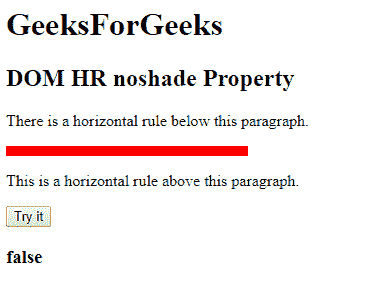 GeeksForGeeks
DOM HR noshade Property
There is a horizontal rule below this paragraph.
This is a horizontal rule above this paragraph.
Try it
false